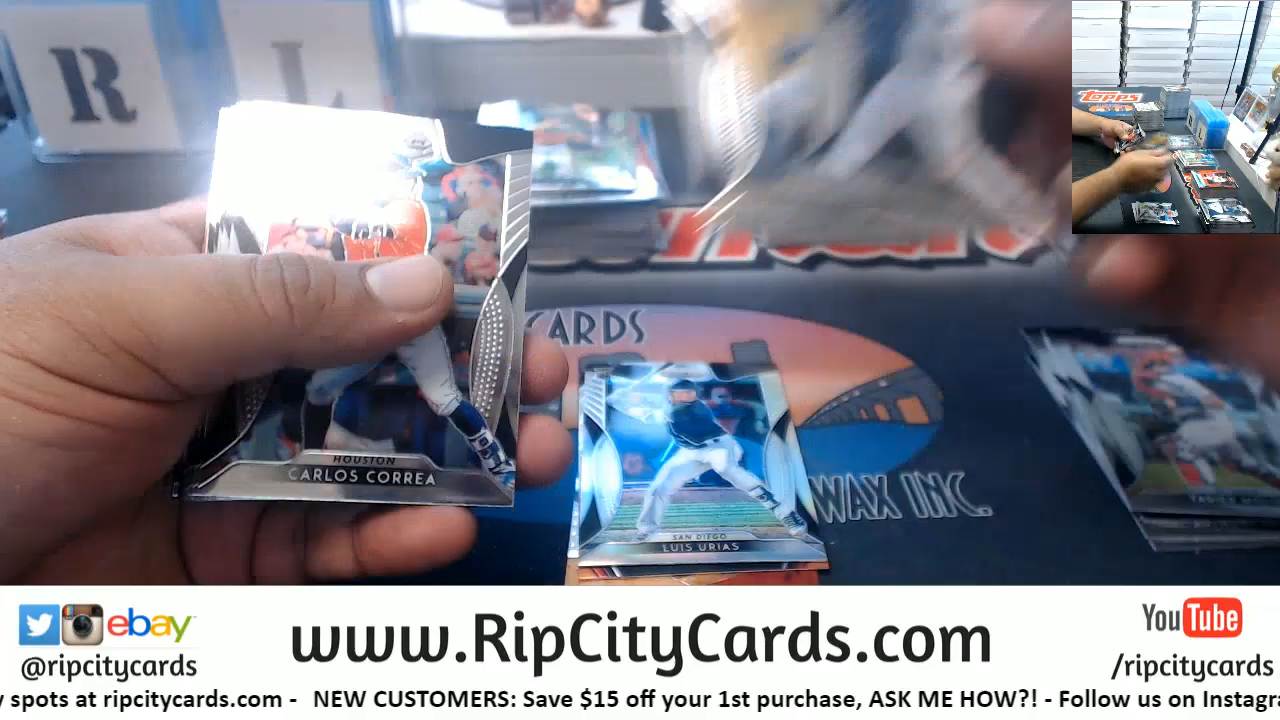 R L
Topps
CARDS
WAX INC.
HOUSTON
CARLOS CORREA
SAN DIEGO
LUIS URIAS
ebay
@ripcitycards
www.RipCityCards.com
YouTube
/ripcitycards
y spots at ripcitycards.com - NEW CUSTOMERS: Save $15 off your 1st purchase, ASK ME HOW?! - Follow us on Instagra